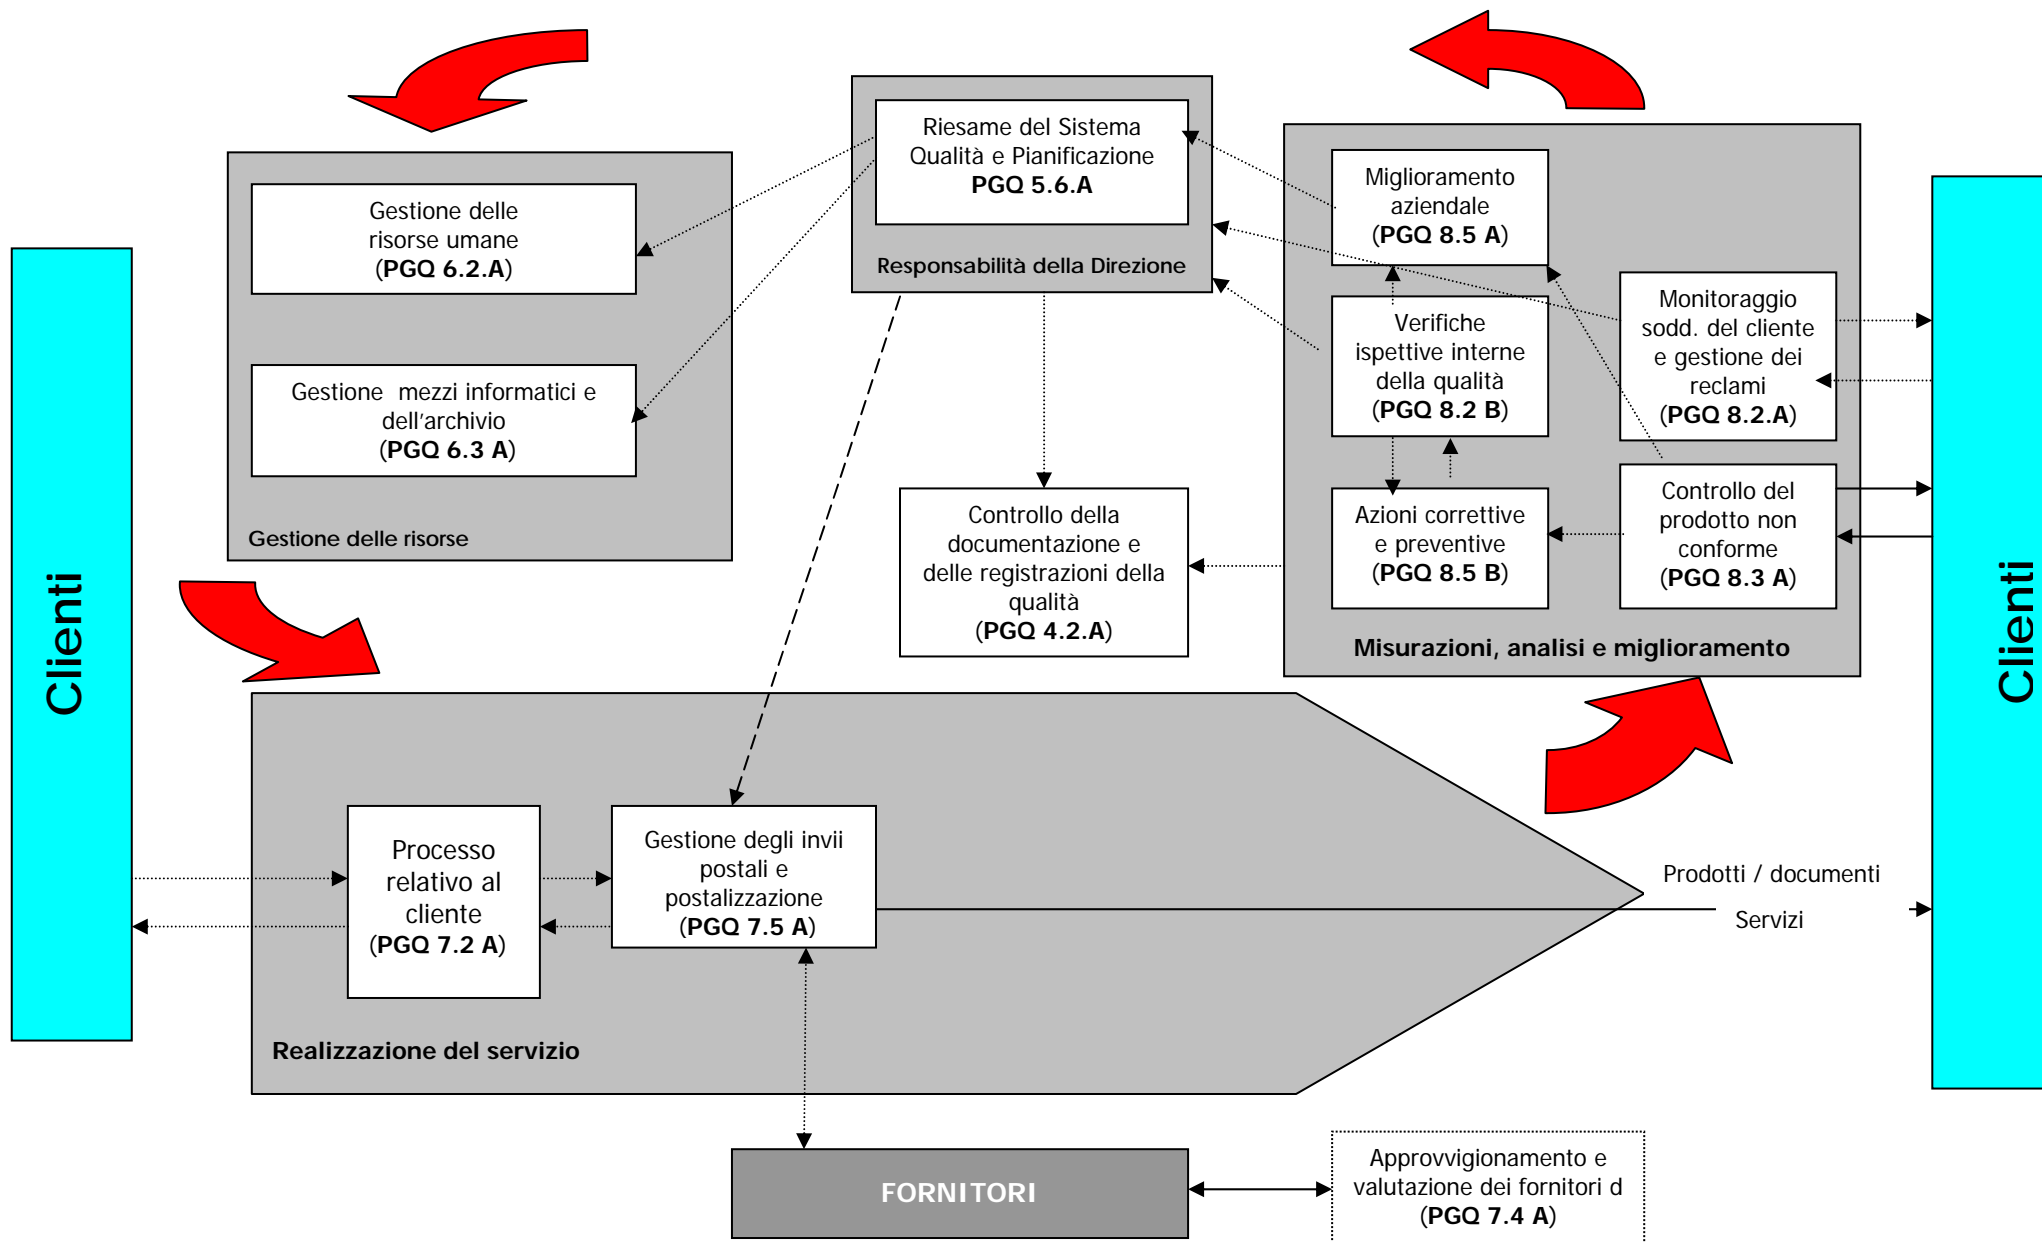 Clienti
Gestione delle
risorse umane
(PGQ 6.2.A)
Gestione mezzi informatici e
dell'archivio
(PGQ 6.3 A)
Gestione delle risorse
Riesame del Sistema
Qualità e Pianificazione
PGQ 5.6.A
Responsabilità della Direzione
Controllo della
documentazione e
delle registrazioni della
qualità
(PGQ 4.2.A)
Miglioramento
aziendale
(PGQ 8.5 A)
Verifiche
ispettive interne
della qualità
(PGQ 8.2 B)
Azioni correttive
e preventive
(PGQ 8.5 B)
Monitoraggio
sodd. del cliente
e gestione dei
reclami
(PGQ 8.2.A)
Controllo del
prodotto non
conforme
(PGQ 8.3 A)
Misurazioni, analisi e miglioramento
Clienti
Processo
relativo al
cliente
(PGQ 7.2 A)
Gestione degli invii
postali e
postalizzazione
(PGQ 7.5 A)
Realizzazione del servizio
Prodotti / documenti
Servizi
FORNITORI
Approvvigionamento e
valutazione dei fornitori d
(PGQ 7.4 A)